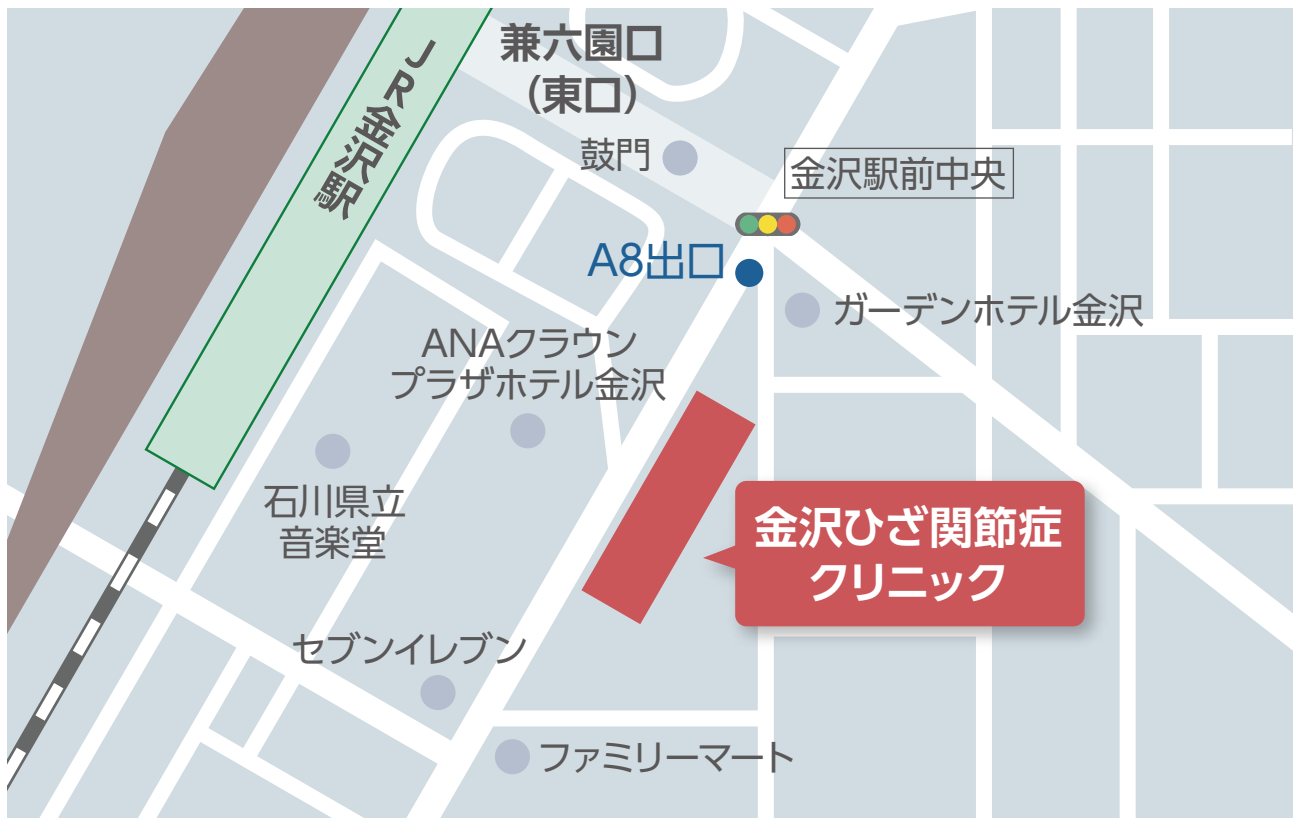 兼六園口
(東口)
JR金沢駅
鼓門
金沢駅前中央
A8出口
ガーデンホテル金沢
ANAクラウン
プラザホテル金沢
石川県立
音楽堂
金沢ひざ関節症
クリニック
セブンイレブン
ファミリーマート